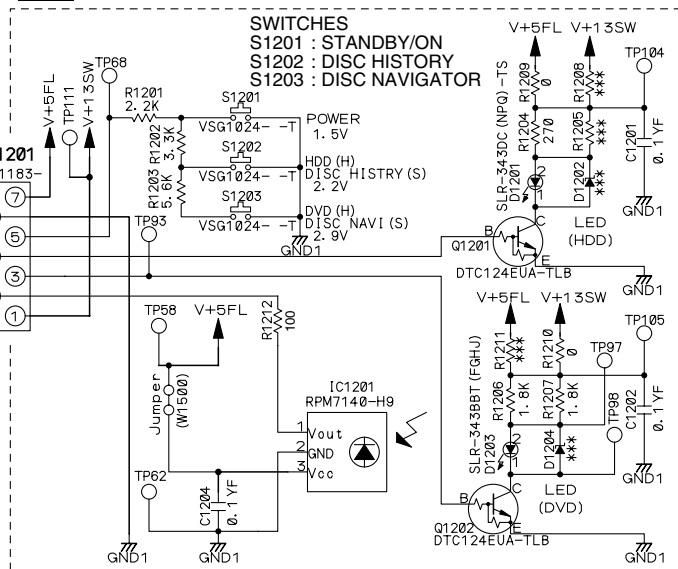 SWITCHES
S1201 : STANDBY/ON
S1202 : DISC HISTORY
S1203 : DISC NAVIGATOR
V+5FL
TP111
V+13SW
TP68
R1201
2.2K
R1202
3.3K
R1203
5.6K
S1201
VSG1024- -T
S1202
VSG1024- -T
S1203
VSG1024- -T
POWER
1.5V
HDD (H)
DISC HISTRY (S)
2.2V
DVD (H)
DISC NAVI (S)
2.9V
GND1
1201
1183-
7
5
3
1
TP93
V+5FL
V+13SW
TP104
R1209
0
R1208
***
R1204
270
R1205
***
C1201
0.1YF
SLR-343DC (NPQ) -TS
D1201
2
1
D1202
***
GND1
LED
(HDD)
B
C
E
Q1201
DTC124EUA-TLB
GND1
TP58
V+5FL
R1212
100
Jumper
(W1500)
IC1201
RPM7140-H9
1 Vout
2 GND
3 Vcc
TP62
C1204
0.1YF
GND1
GND1
V+5FL
V+13SW
TP105
R1211
***
R1210
0
TP97
R1206
1.8K
R1207
1.8K
TP98
C1202
0.1YF
SLR-343BBT (FGHJ)
D1203
2
1
D1204
***
GND1
LED
(DVD)
B
C
E
Q1202
DTC124EUA-TLB
GND1